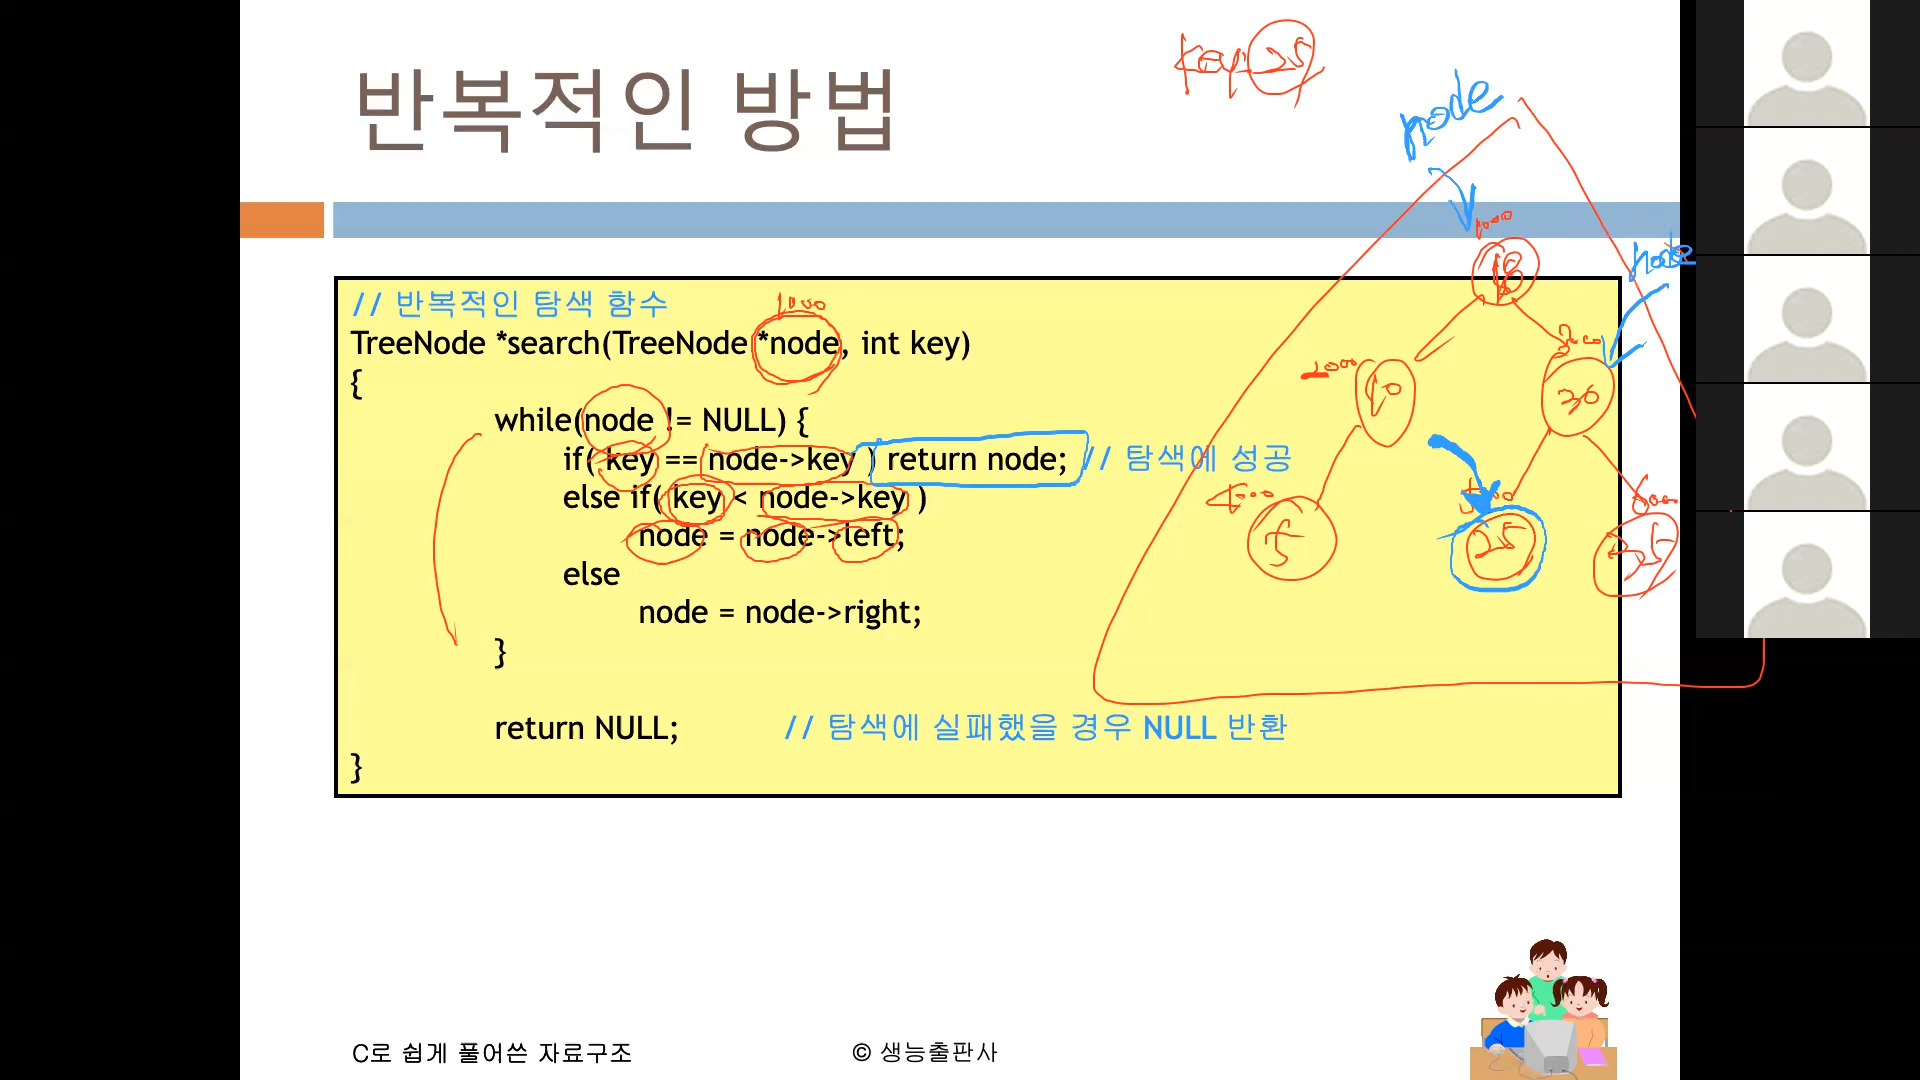 반복적인 방법
key 25
node
1000
18
node
// 반복적인 탐색 함수
1000
TreeNode *search(TreeNode *node, int key)
{
while(node != NULL) {
if( key == node->key ) return node; // 탐색에 성공
else if( key < node->key )
node = node->left;
else
node = node->right;
}
return NULL; // 탐색에 실패했을 경우 NULL 반환
}
2000
10
30
4000
5
25
35
C로 쉽게 풀어쓴 자료구조
© 생능출판사